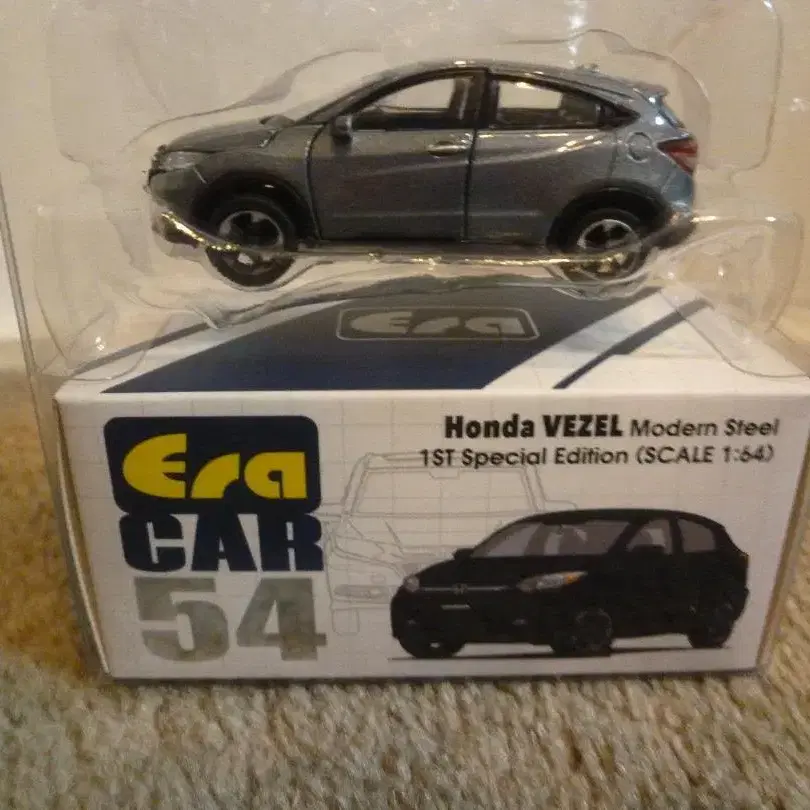 Era
Era
CAR
54
Honda VEZEL Modern Steel
1ST Special Edition (SCALE 1:64)